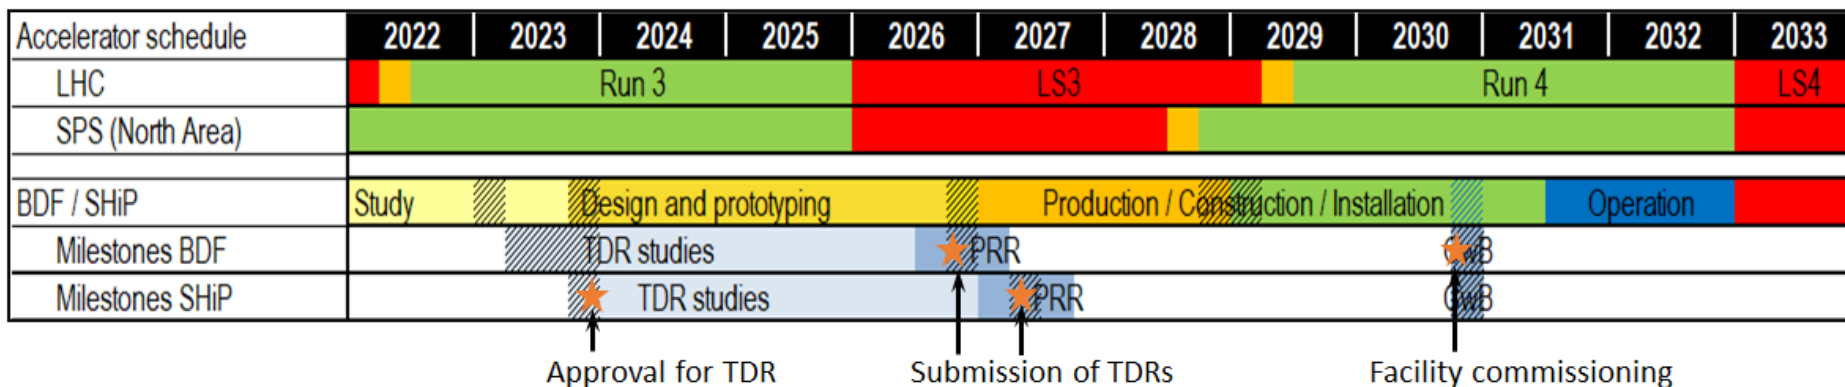 Accelerator schedule 2022 2023 2024 2025 2026 2027 2028 2029 2030 2031 2032 2033
LHC Run 3 LS3 Run 4 LS4
SPS (North Area)
BDF / SHiP Study Design and prototyping Production / Construction / Installation Operation
Milestones BDF TDR studies PRR CwB
Milestones SHiP TDR studies PRR CwB
Approval for TDR Submission of TDRs Facility commissioning